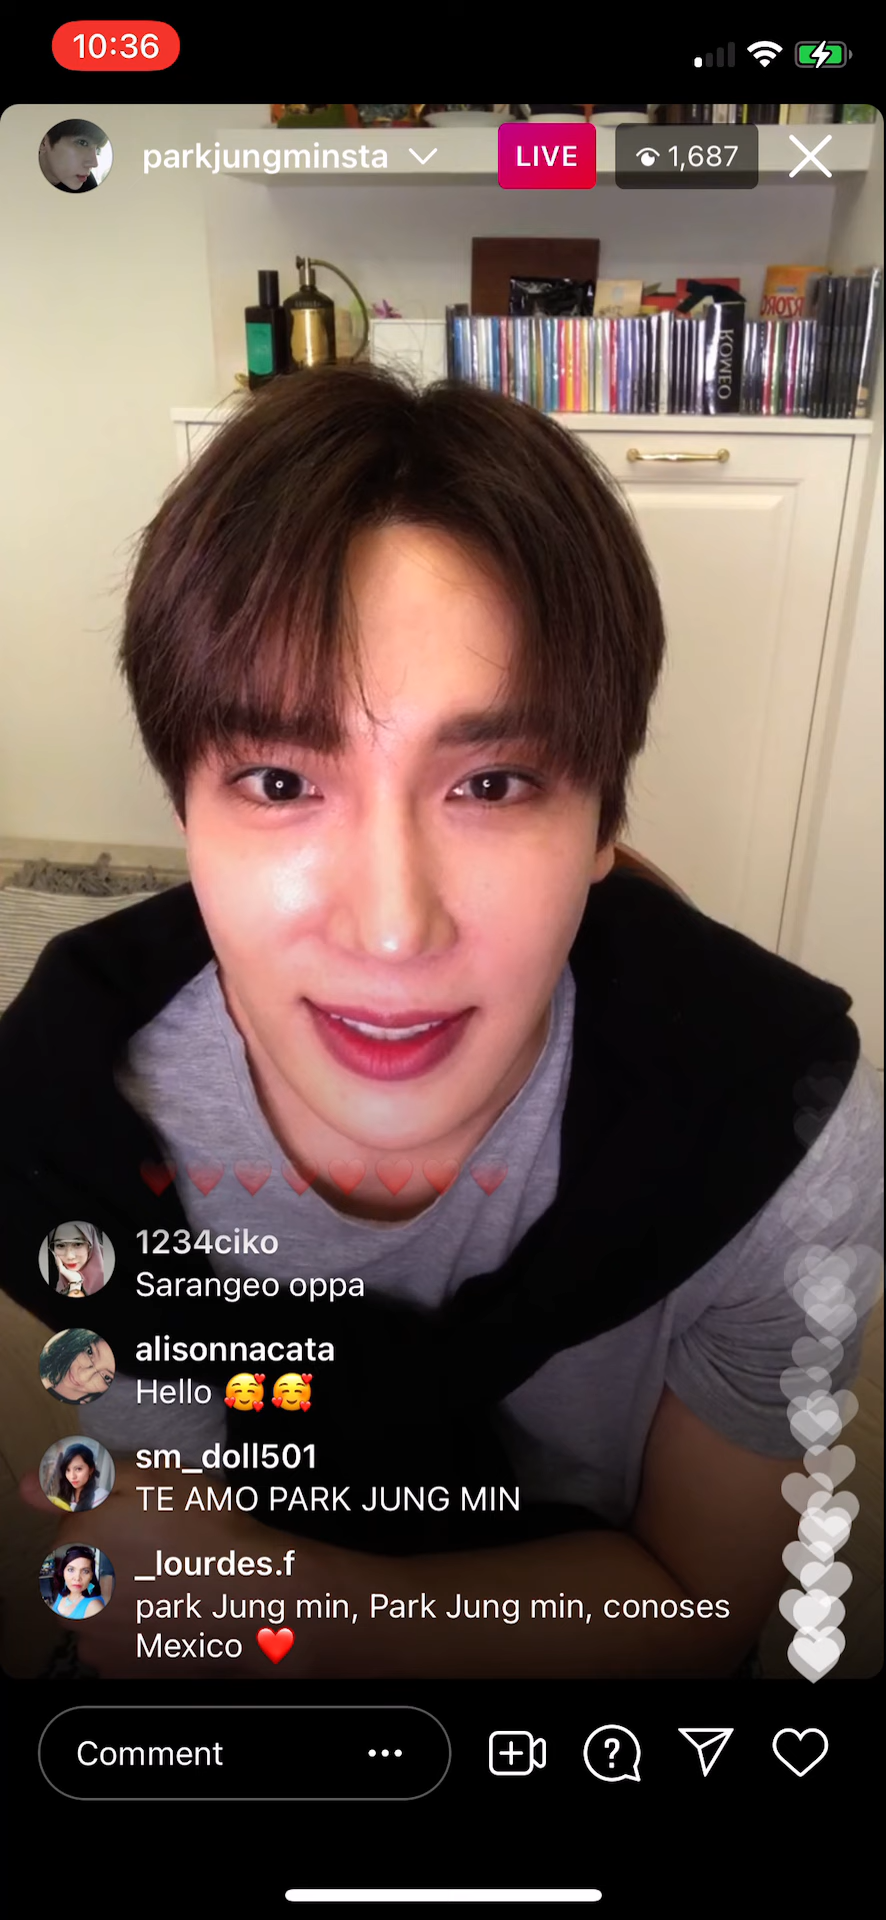 10:36
parkjungminsta
LIVE
1,687
ROMEO
1234ciko
Sarangeo oppa
alisonnacata
Hello 🥰🥰
sm_doll501
TE AMO PARK JUNG MIN
_lourdes.f
park Jung min, Park Jung min, conoses
Mexico ❤️
Comment